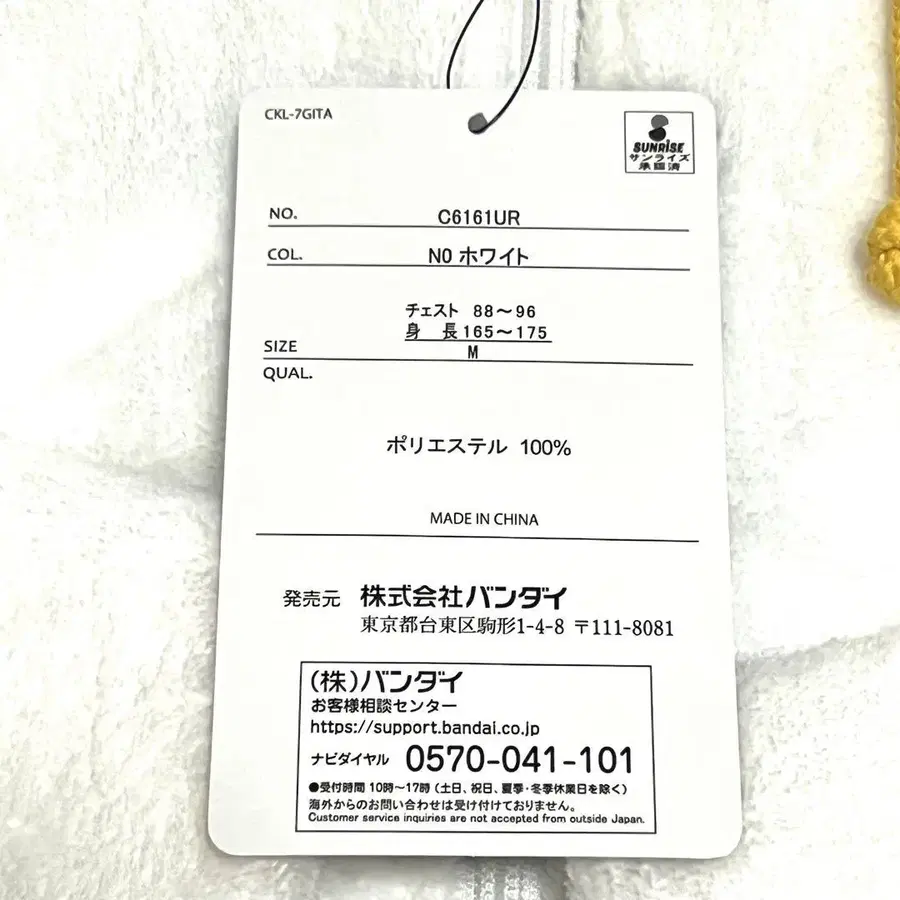 CKL-7GITA
SUNRISE
サンライズ
承認済
NO. C6161UR
COL. NO ホワイト
チェスト 88～96
身 長165～175
SIZE M
QUAL.
ポリエステル 100%
MADE IN CHINA
発売元 株式会社バンダイ
東京都台東区駒形1-4-8 〒111-8081
(株)バンダイ
お客様相談センター
https://support.bandai.co.jp
ナビダイヤル 0570-041-101
●受付時間 10時～17時 (土日、祝日、夏季・冬季休業日を除く)
海外からのお問い合わせは受け付けておりません。
Customer service inquiries are not accepted from outside Japan.